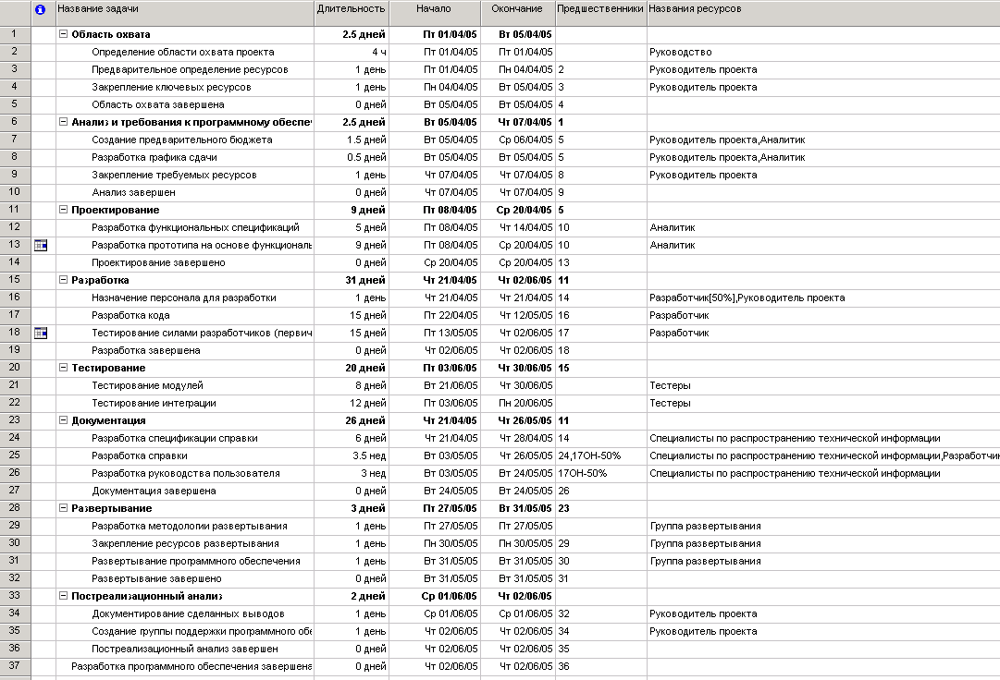 Название задачи Длительность Начало Окончание Предшественники Названия ресурсов
1 Область охвата 2.5 дней Пт 01/04/05 Вт 05/04/05
2 Определение области охвата проекта 4 ч Пт 01/04/05 Пт 01/04/05 Руководство
3 Предварительное определение ресурсов 1 день Пт 01/04/05 Пн 04/04/05 2 Руководитель проекта
4 Закрепление ключевых ресурсов 1 день Пн 04/04/05 Вт 05/04/05 3 Руководитель проекта
5 Область охвата завершена 0 дней Вт 05/04/05 Вт 05/04/05 4
6 Анализ и требования к программному обеспеч 2.5 дней Вт 05/04/05 Чт 07/04/05 1
7 Создание предварительного бюджета 1.5 дней Вт 05/04/05 Ср 06/04/05 5 Руководитель проекта,Аналитик
8 Разработка графика сдачи 0.5 дней Вт 05/04/05 Вт 05/04/05 5 Руководитель проекта,Аналитик
9 Закрепление требуемых ресурсов 1 день Чт 07/04/05 Чт 07/04/05 8 Руководитель проекта
10 Анализ завершен 0 дней Чт 07/04/05 Чт 07/04/05 9
11 Проектирование 9 дней Пт 08/04/05 Ср 20/04/05 5
12 Разработка функциональных спецификаций 5 дней Пт 08/04/05 Чт 14/04/05 10 Аналитик
13 Разработка прототипа на основе функциональ 9 дней Пт 08/04/05 Ср 20/04/05 10 Аналитик
14 Проектирование завершено 0 дней Ср 20/04/05 Ср 20/04/05 13
15 Разработка 31 дней Чт 21/04/05 Чт 02/06/05 11
16 Назначение персонала для разработки 1 день Чт 21/04/05 Чт 21/04/05 14 Разработчик[50%],Руководитель проекта
17 Разработка кода 15 дней Пт 22/04/05 Чт 12/05/05 16 Разработчик
18 Тестирование силами разработчиков (первич 15 дней Пт 13/05/05 Чт 02/06/05 17 Разработчик
19 Разработка завершена 0 дней Чт 02/06/05 Чт 02/06/05 18
20 Тестирование 20 дней Пт 03/06/05 Чт 30/06/05 15
21 Тестирование модулей 8 дней Вт 21/06/05 Чт 30/06/05 Тестеры
22 Тестирование интеграции 12 дней Пт 03/06/05 Пн 20/06/05 Тестеры
23 Документация 26 дней Чт 21/04/05 Чт 26/05/05 11
24 Разработка спецификации справки 6 дней Чт 21/04/05 Чт 28/04/05 14 Специалисты по распространению технической информации
25 Разработка справки 3.5 нед Вт 03/05/05 Чт 26/05/05 24,17ОН-50% Специалисты по распространению технической информации,Разработчик
26 Разработка руководства пользователя 3 нед Вт 03/05/05 Вт 24/05/05 17ОН-50% Специалисты по распространению технической информации
27 Документация завершена 0 дней Вт 24/05/05 Вт 24/05/05 26
28 Развертывание 3 дней Пт 27/05/05 Вт 31/05/05 23
29 Разработка методологии развертывания 1 день Пт 27/05/05 Пт 27/05/05 Группа развертывания
30 Закрепление ресурсов развертывания 1 день Пн 30/05/05 Пн 30/05/05 29 Группа развертывания
31 Развертывание программного обеспечения 1 день Вт 31/05/05 Вт 31/05/05 30 Группа развертывания
32 Развертывание завершено 0 дней Вт 31/05/05 Вт 31/05/05 31
33 Постреализационный анализ 2 дней Ср 01/06/05 Чт 02/06/05
34 Документирование сделанных выводов 1 день Ср 01/06/05 Ср 01/06/05 32 Руководитель проекта
35 Создание группы поддержки программного обе 1 день Чт 02/06/05 Чт 02/06/05 34 Руководитель проекта
36 Постреализационный анализ завершен 0 дней Чт 02/06/05 Чт 02/06/05 35
37 Разработка программного обеспечения завершена 0 дней Чт 02/06/05 Чт 02/06/05 36